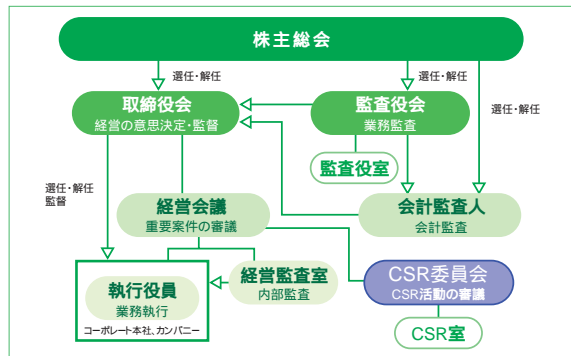 株主総会
選任・解任
選任・解任
選任・解任
取締役会
経営の意思決定・監督
監査役会
業務監査
監査役室
選任・解任
監督
経営会議
重要案件の審議
会計監査人
会計監査
執行役員
業務執行
コーポレート本社、カンパニー
経営監査室
内部監査
CSR委員会
CSR活動の審議
CSR室